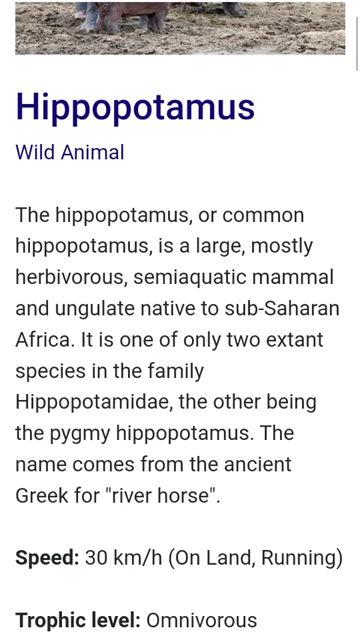 Hippopotamus
Wild Animal
The hippopotamus, or common
hippopotamus, is a large, mostly
herbivorous, semiaquatic mammal
and ungulate native to sub-Saharan
Africa. It is one of only two extant
species in the family
Hippopotamidae, the other being
the pygmy hippopotamus. The
name comes from the ancient
Greek for "river horse".
Speed: 30 km/h (On Land, Running)
Trophic level: Omnivorous